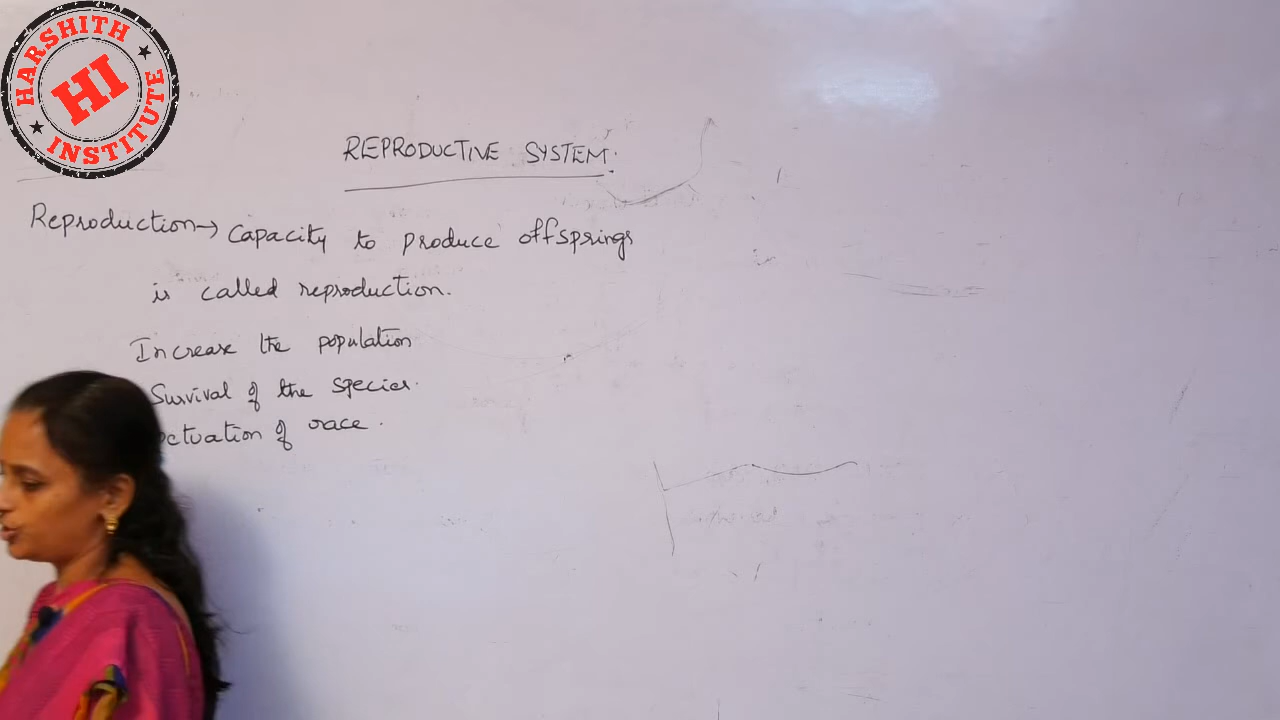 HARSHITH
HI
INSTITUTE
REPRODUCTIVE SYSTEM.
Reproduction → Capacity to produce offsprings
is called reproduction.
Increase the population
Survival of the species.
of race.